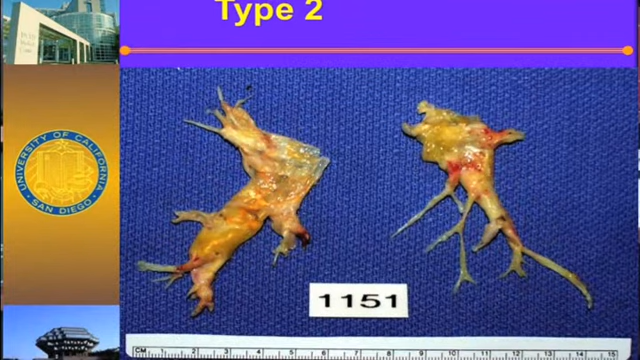 Type 2
UNIVERSITY OF CALIFORNIA
SAN DIEGO
1151
CM 1 2 3 4 5 6 7 8 9 10 11 12 13 14 15